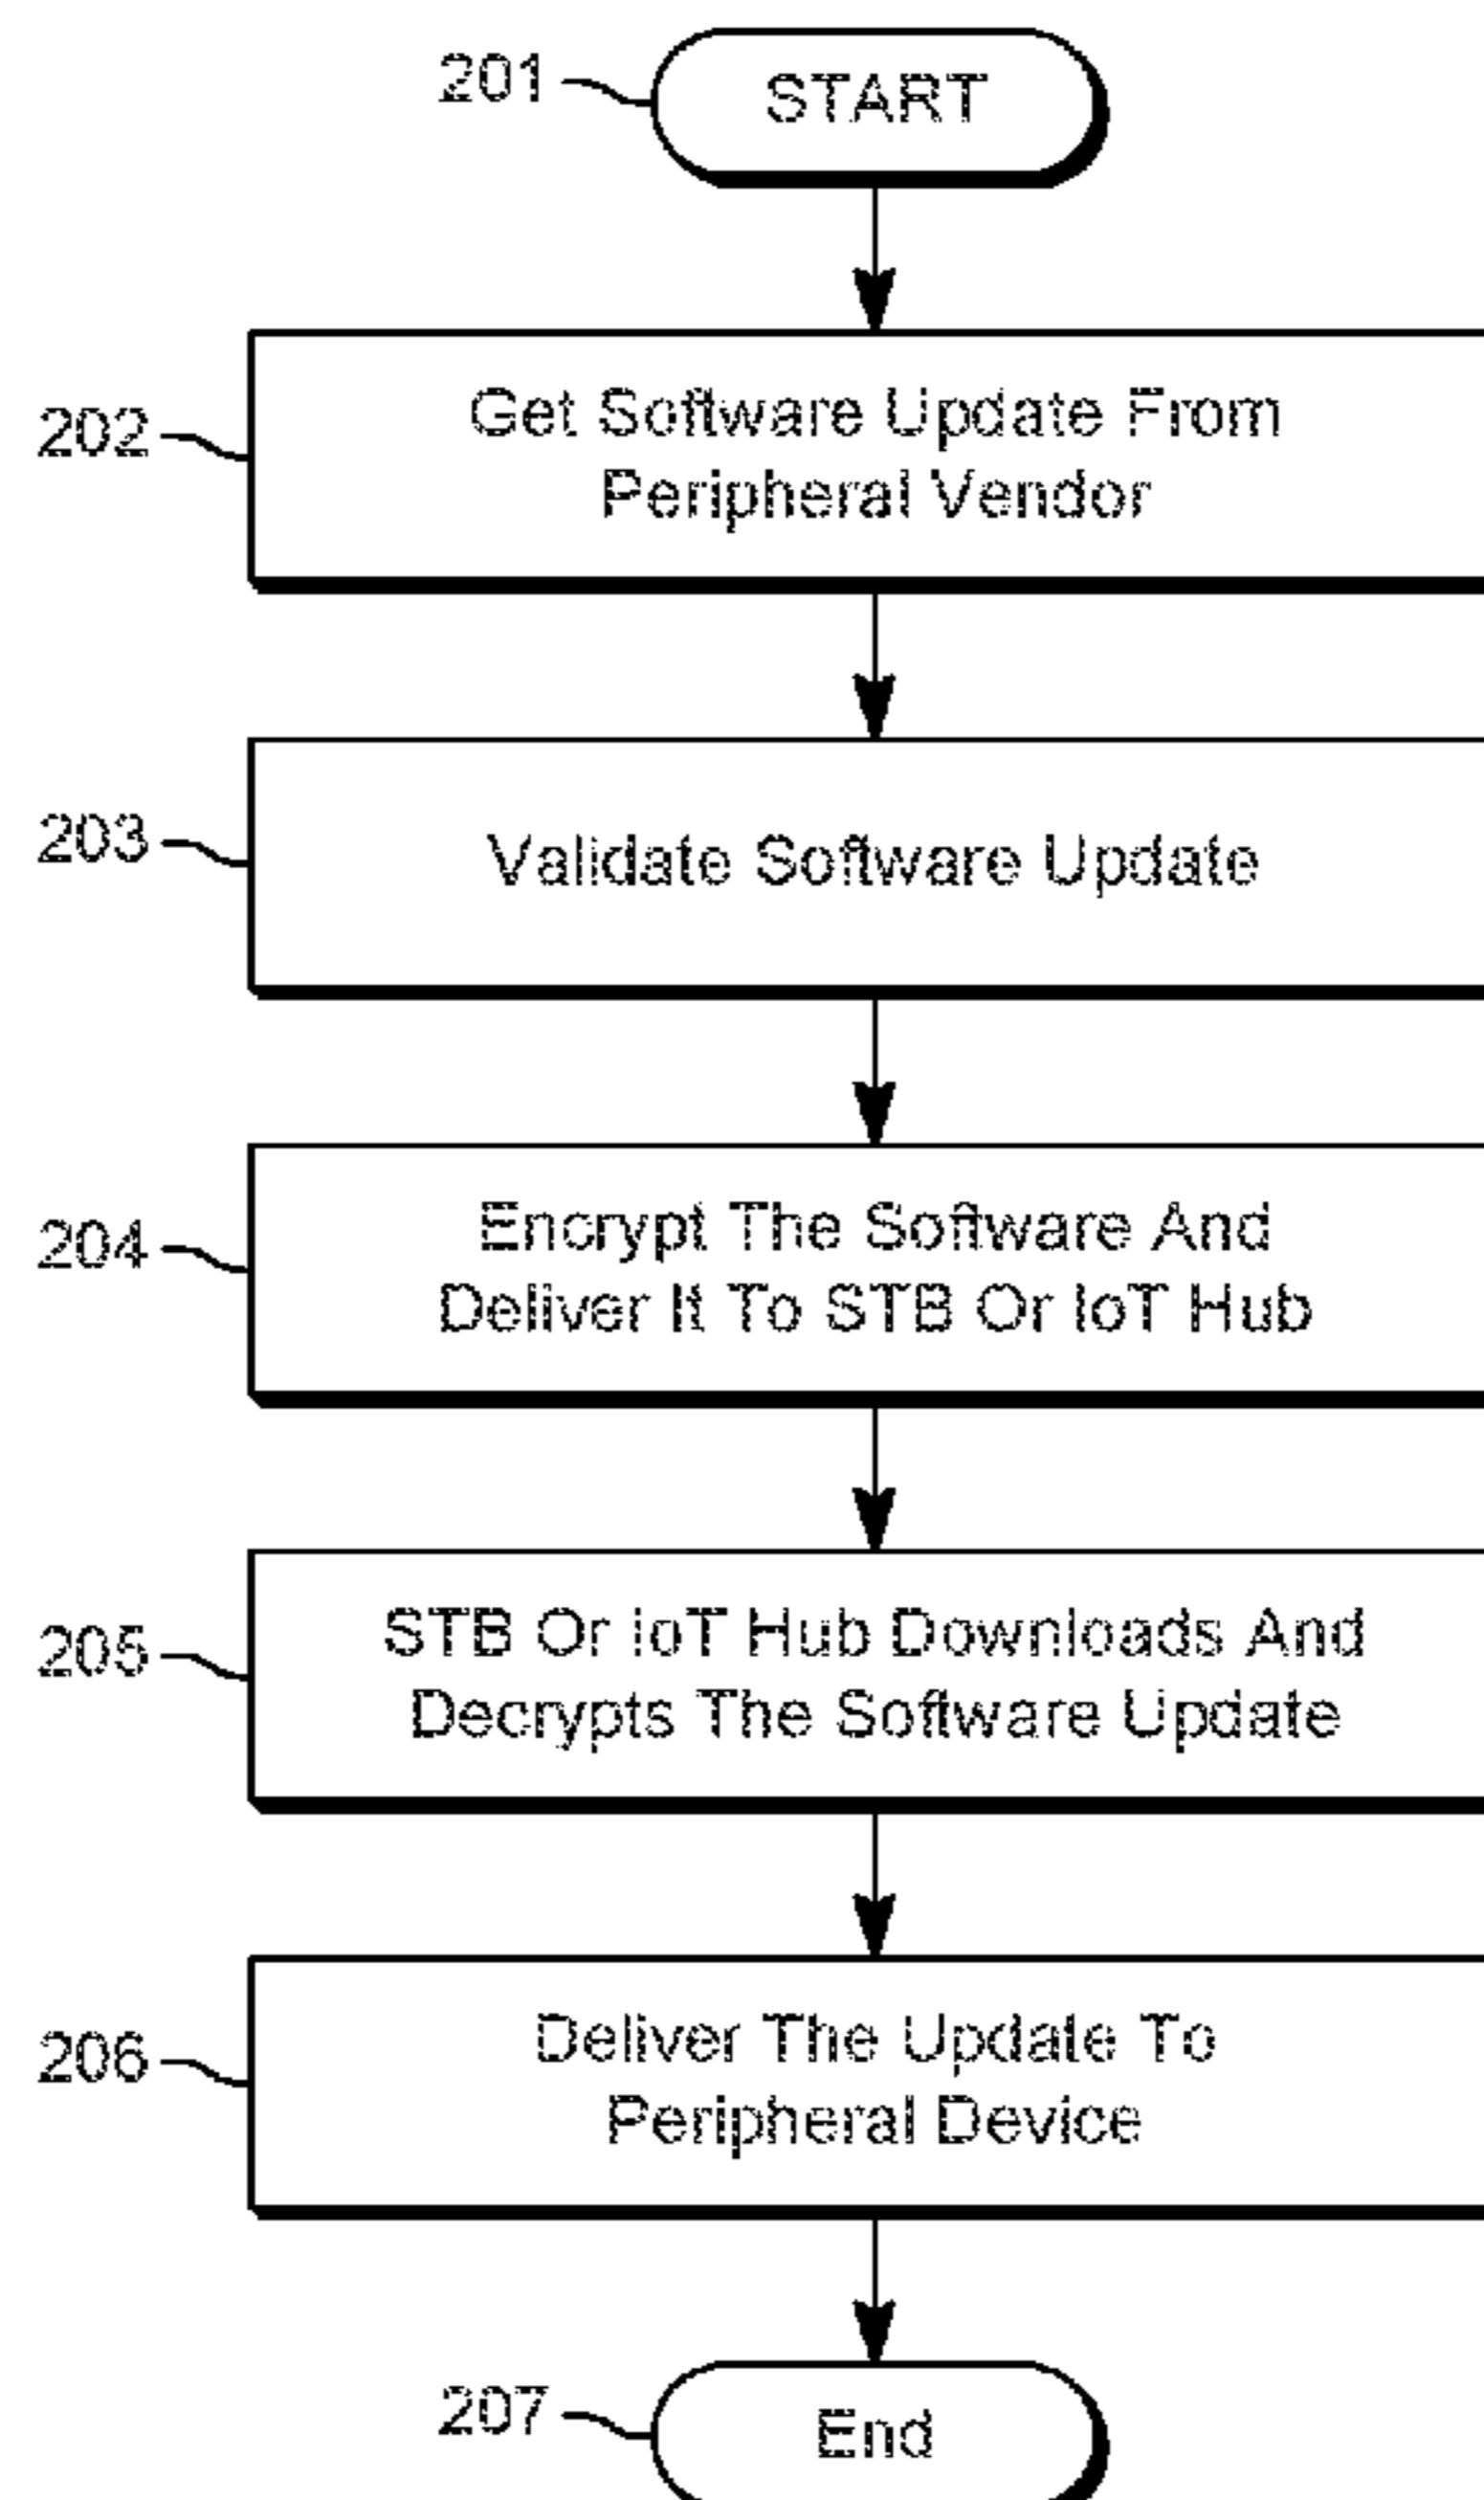 201
START
202
Get Software Update From
Peripheral Vendor
203
Validate Software Update
204
Encrypt The Software And
Deliver It To STB Or IoT Hub
205
STB Or IoT Hub Downloads And
Decrypts The Software Update
206
Deliver The Update To
Peripheral Device
207
End